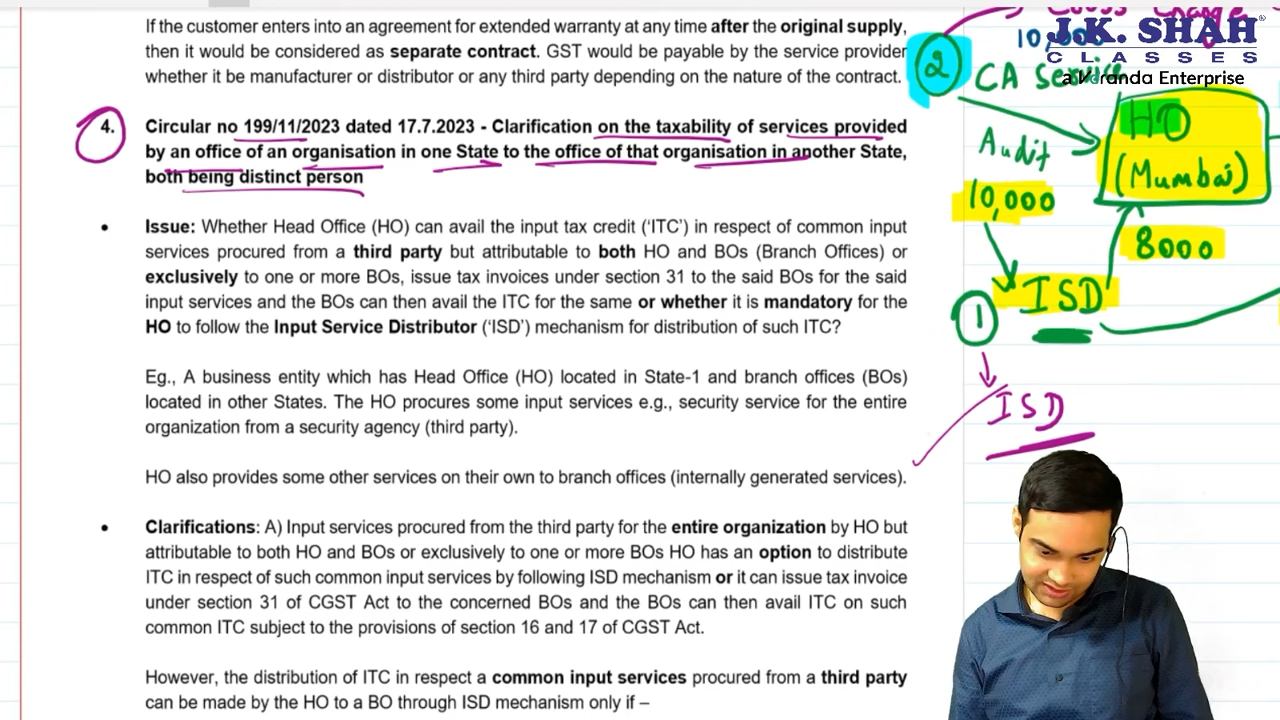 If the customer enters into an agreement for extended warranty at any time after the original supply,
then it would be considered as separate contract. GST would be payable by the service provider
whether it be manufacturer or distributor or any third party depending on the nature of the contract.
4. Circular no 199/11/2023 dated 17.7.2023 - Clarification on the taxability of services provided
by an office of an organisation in one State to the office of that organisation in another State,
both being distinct person
• Issue: Whether Head Office (HO) can avail the input tax credit ('ITC') in respect of common input
services procured from a third party but attributable to both HO and BOs (Branch Offices) or
exclusively to one or more BOs, issue tax invoices under section 31 to the said BOs for the said
input services and the BOs can then avail the ITC for the same or whether it is mandatory for the
HO to follow the Input Service Distributor ('ISD') mechanism for distribution of such ITC?
Eg., A business entity which has Head Office (HO) located in State-1 and branch offices (BOs)
located in other States. The HO procures some input services e.g., security service for the entire
organization from a security agency (third party).
HO also provides some other services on their own to branch offices (internally generated services).
• Clarifications: A) Input services procured from the third party for the entire organization by HO but
attributable to both HO and BOs or exclusively to one or more BOs HO has an option to distribute
ITC in respect of such common input services by following ISD mechanism or it can issue tax invoice
under section 31 of CGST Act to the concerned BOs and the BOs can then avail ITC on such
common ITC subject to the provisions of section 16 and 17 of CGST Act.
However, the distribution of ITC in respect a common input services procured from a third party
can be made by the HO to a BO through ISD mechanism only if –
J.K. SHAH®
CLASSES
a Veranda Enterprise
10,000
2
CA Service
HO
(Mumbai)
Audit
10,000
8000
ISD
1
ISD